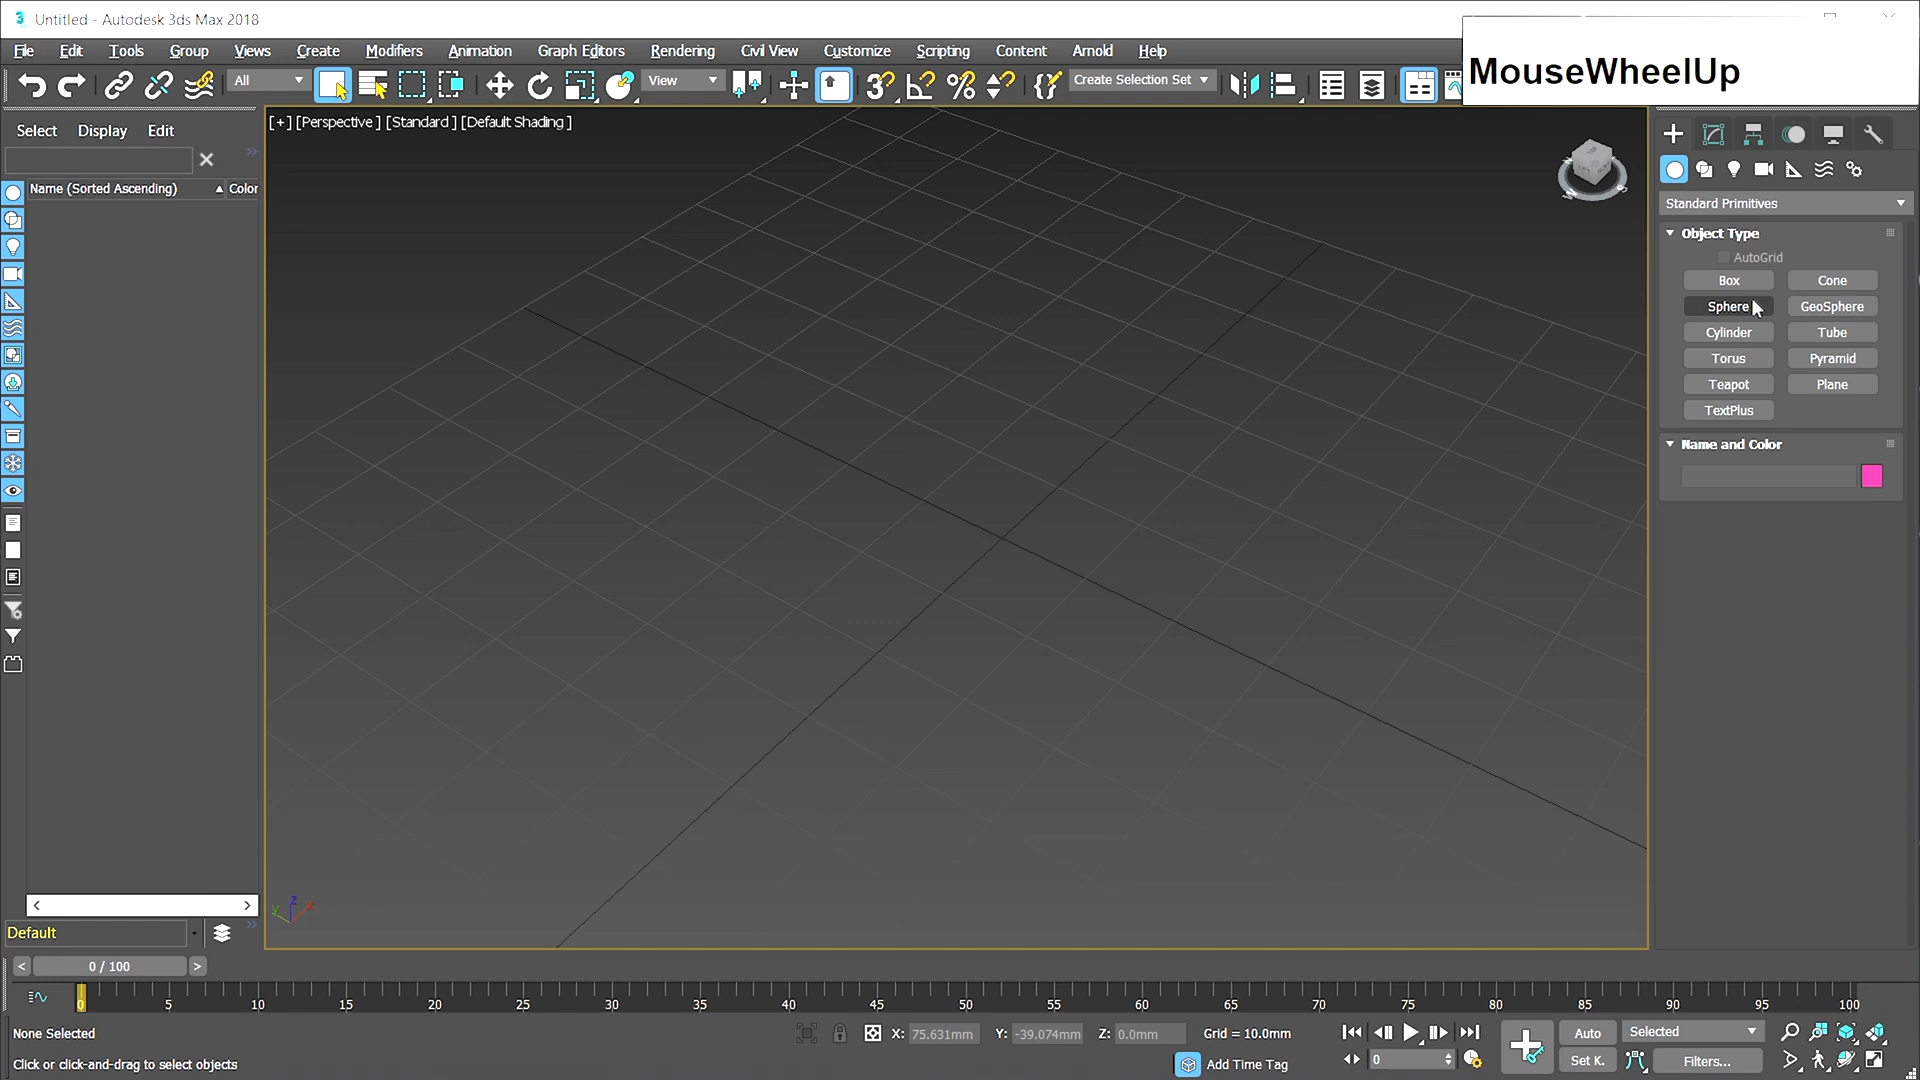 Untitled - Autodesk 3ds Max 2018
File Edit Tools Group Views Create Modifiers Animation Graph Editors Rendering Civil View Customize Scripting Content Arnold Help
MouseWheelUp
All View Create Selection Set
Select Display Edit
[+] [Perspective ] [Standard ] [Default Shading ]
Name (Sorted Ascending) Color
Standard Primitives
Object Type
AutoGrid
Box Cone
Sphere GeoSphere
Cylinder Tube
Torus Pyramid
Teapot Plane
TextPlus
Name and Color
z
y x
Default
< 0 / 100 >
0 5 10 15 20 25 30 35 40 45 50 55 60 65 70 75 80 85 90 95 100
None Selected X: 75.631mm Y: -39.074mm Z: 0.0mm Grid = 10.0mm Auto Selected
Click or click-and-drag to select objects Add Time Tag 0 Set K. Filters...